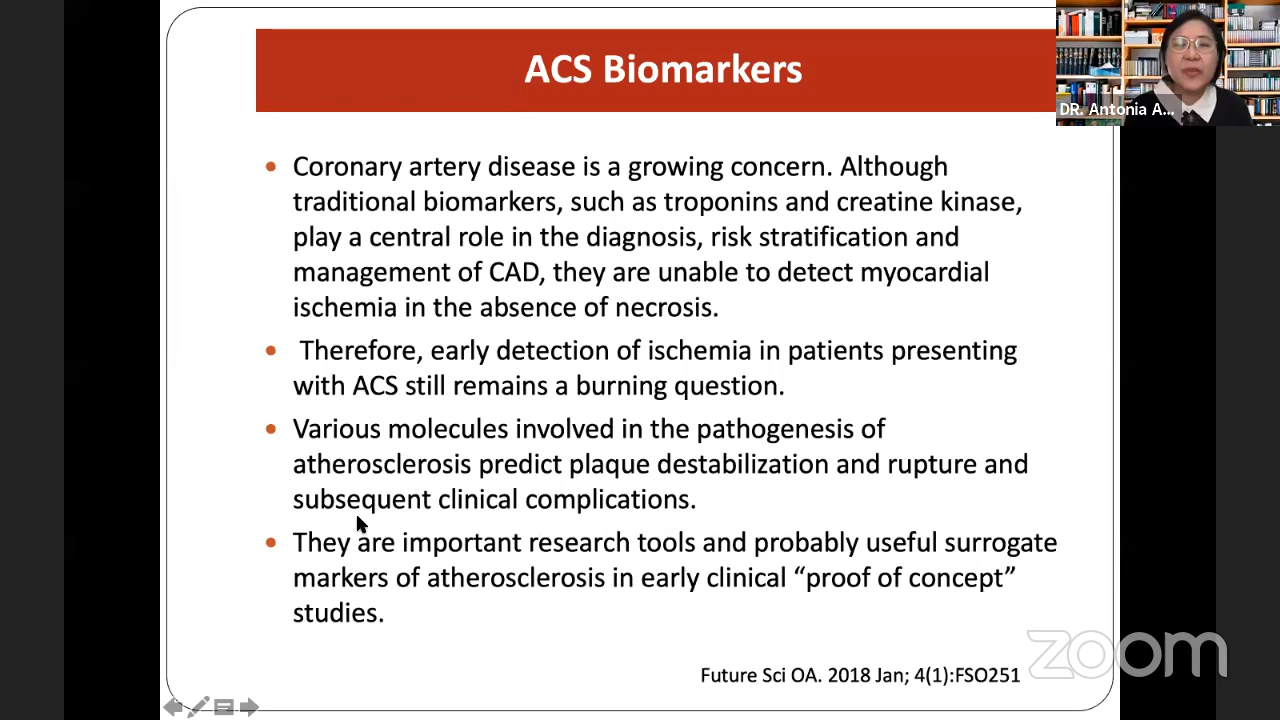 ACS Biomarkers
DR. Antonia A...
• Coronary artery disease is a growing concern. Although
traditional biomarkers, such as troponins and creatine kinase,
play a central role in the diagnosis, risk stratification and
management of CAD, they are unable to detect myocardial
ischemia in the absence of necrosis.
• Therefore, early detection of ischemia in patients presenting
with ACS still remains a burning question.
• Various molecules involved in the pathogenesis of
atherosclerosis predict plaque destabilization and rupture and
subsequent clinical complications.
• They are important research tools and probably useful surrogate
markers of atherosclerosis in early clinical “proof of concept”
studies.
Future Sci OA. 2018 Jan; 4(1):FSO251
zoom